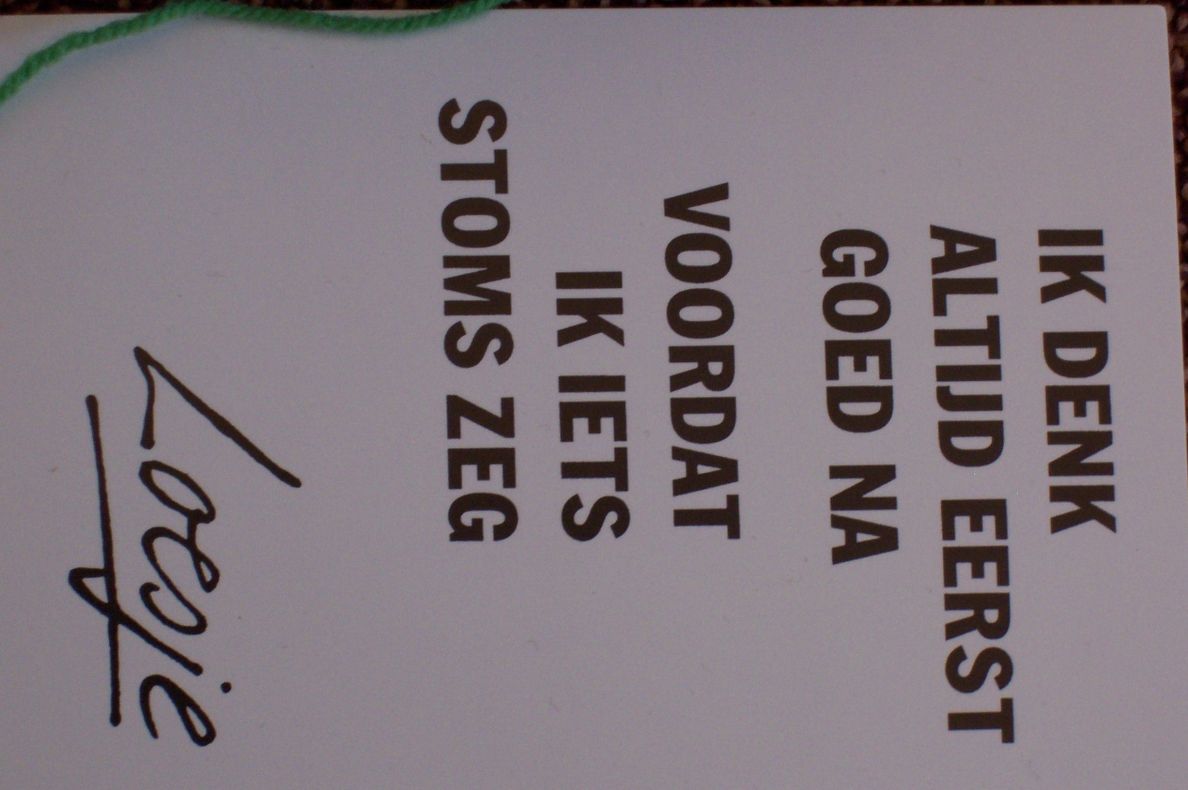 IK DENK
ALTIJD EERST
GOED NA
VOORDAT
IK IETS
STOMS ZEG
Loesje